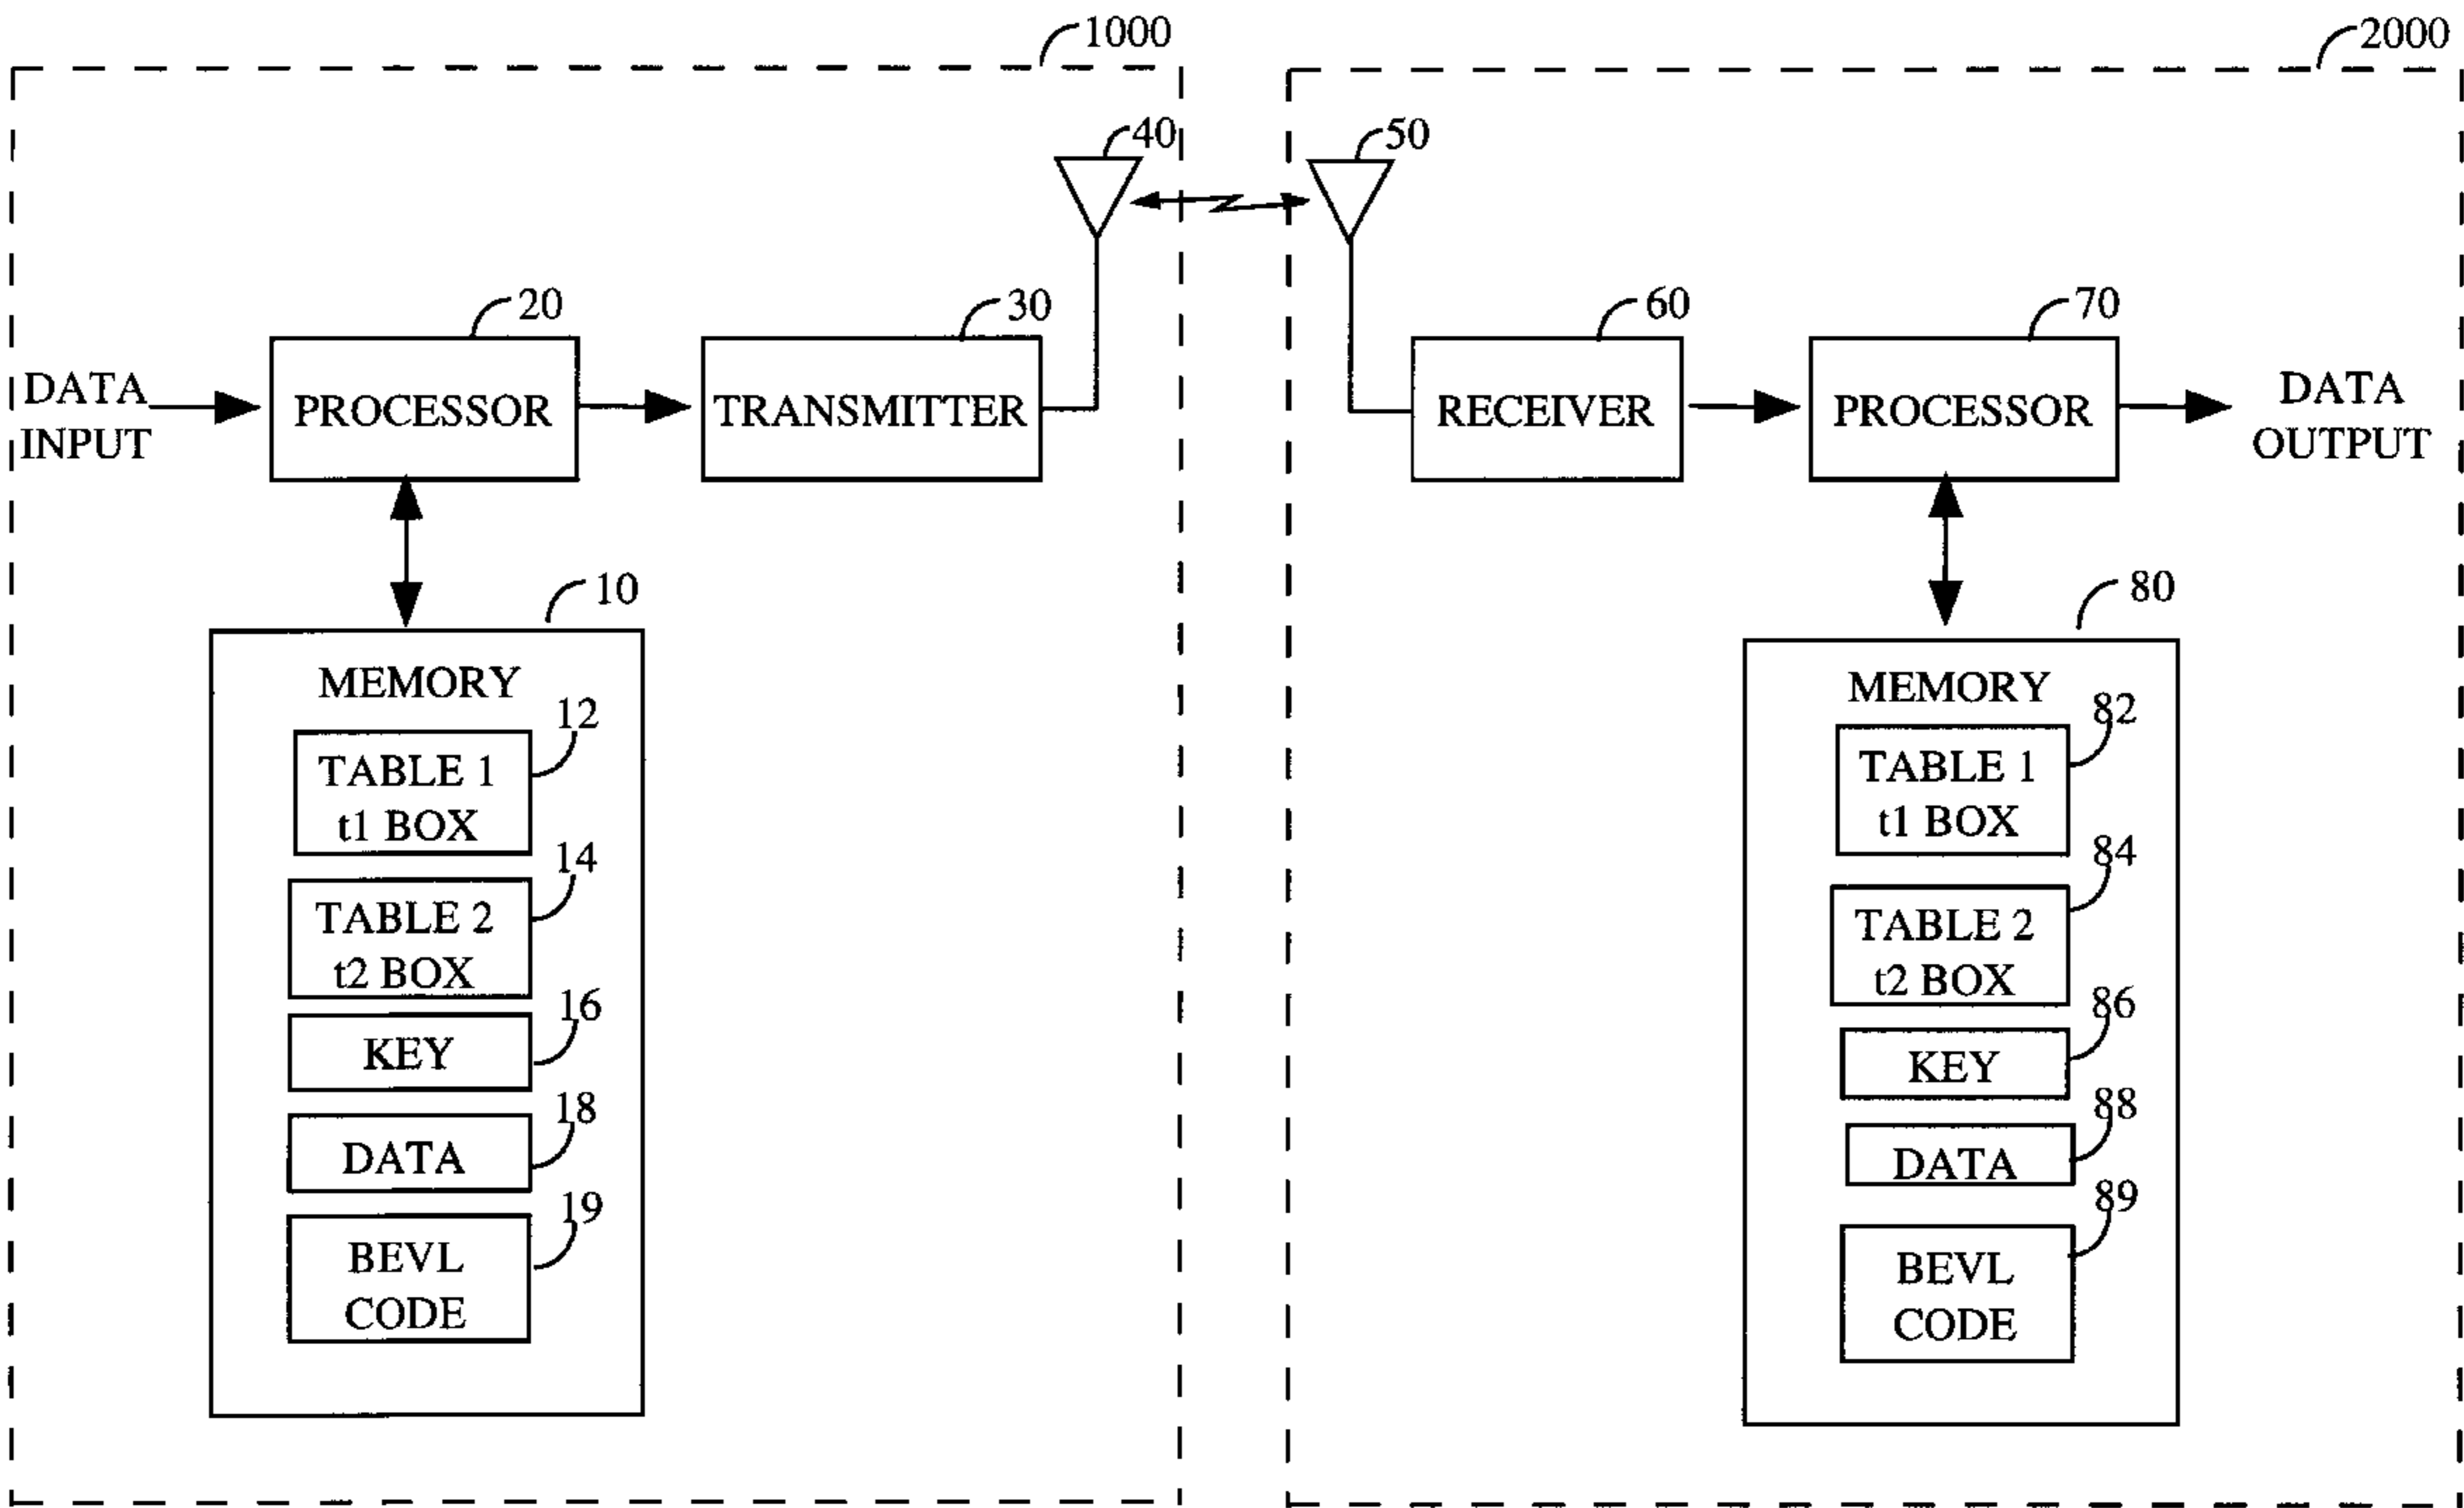 1000
40
20
30
DATA
INPUT
PROCESSOR
TRANSMITTER
10
MEMORY
12
TABLE 1
t1 BOX
14
TABLE 2
t2 BOX
16
KEY
18
DATA
19
BEVL
CODE
2000
50
60
70
RECEIVER
PROCESSOR
DATA
OUTPUT
80
MEMORY
82
TABLE 1
t1 BOX
84
TABLE 2
t2 BOX
86
KEY
88
DATA
89
BEVL
CODE